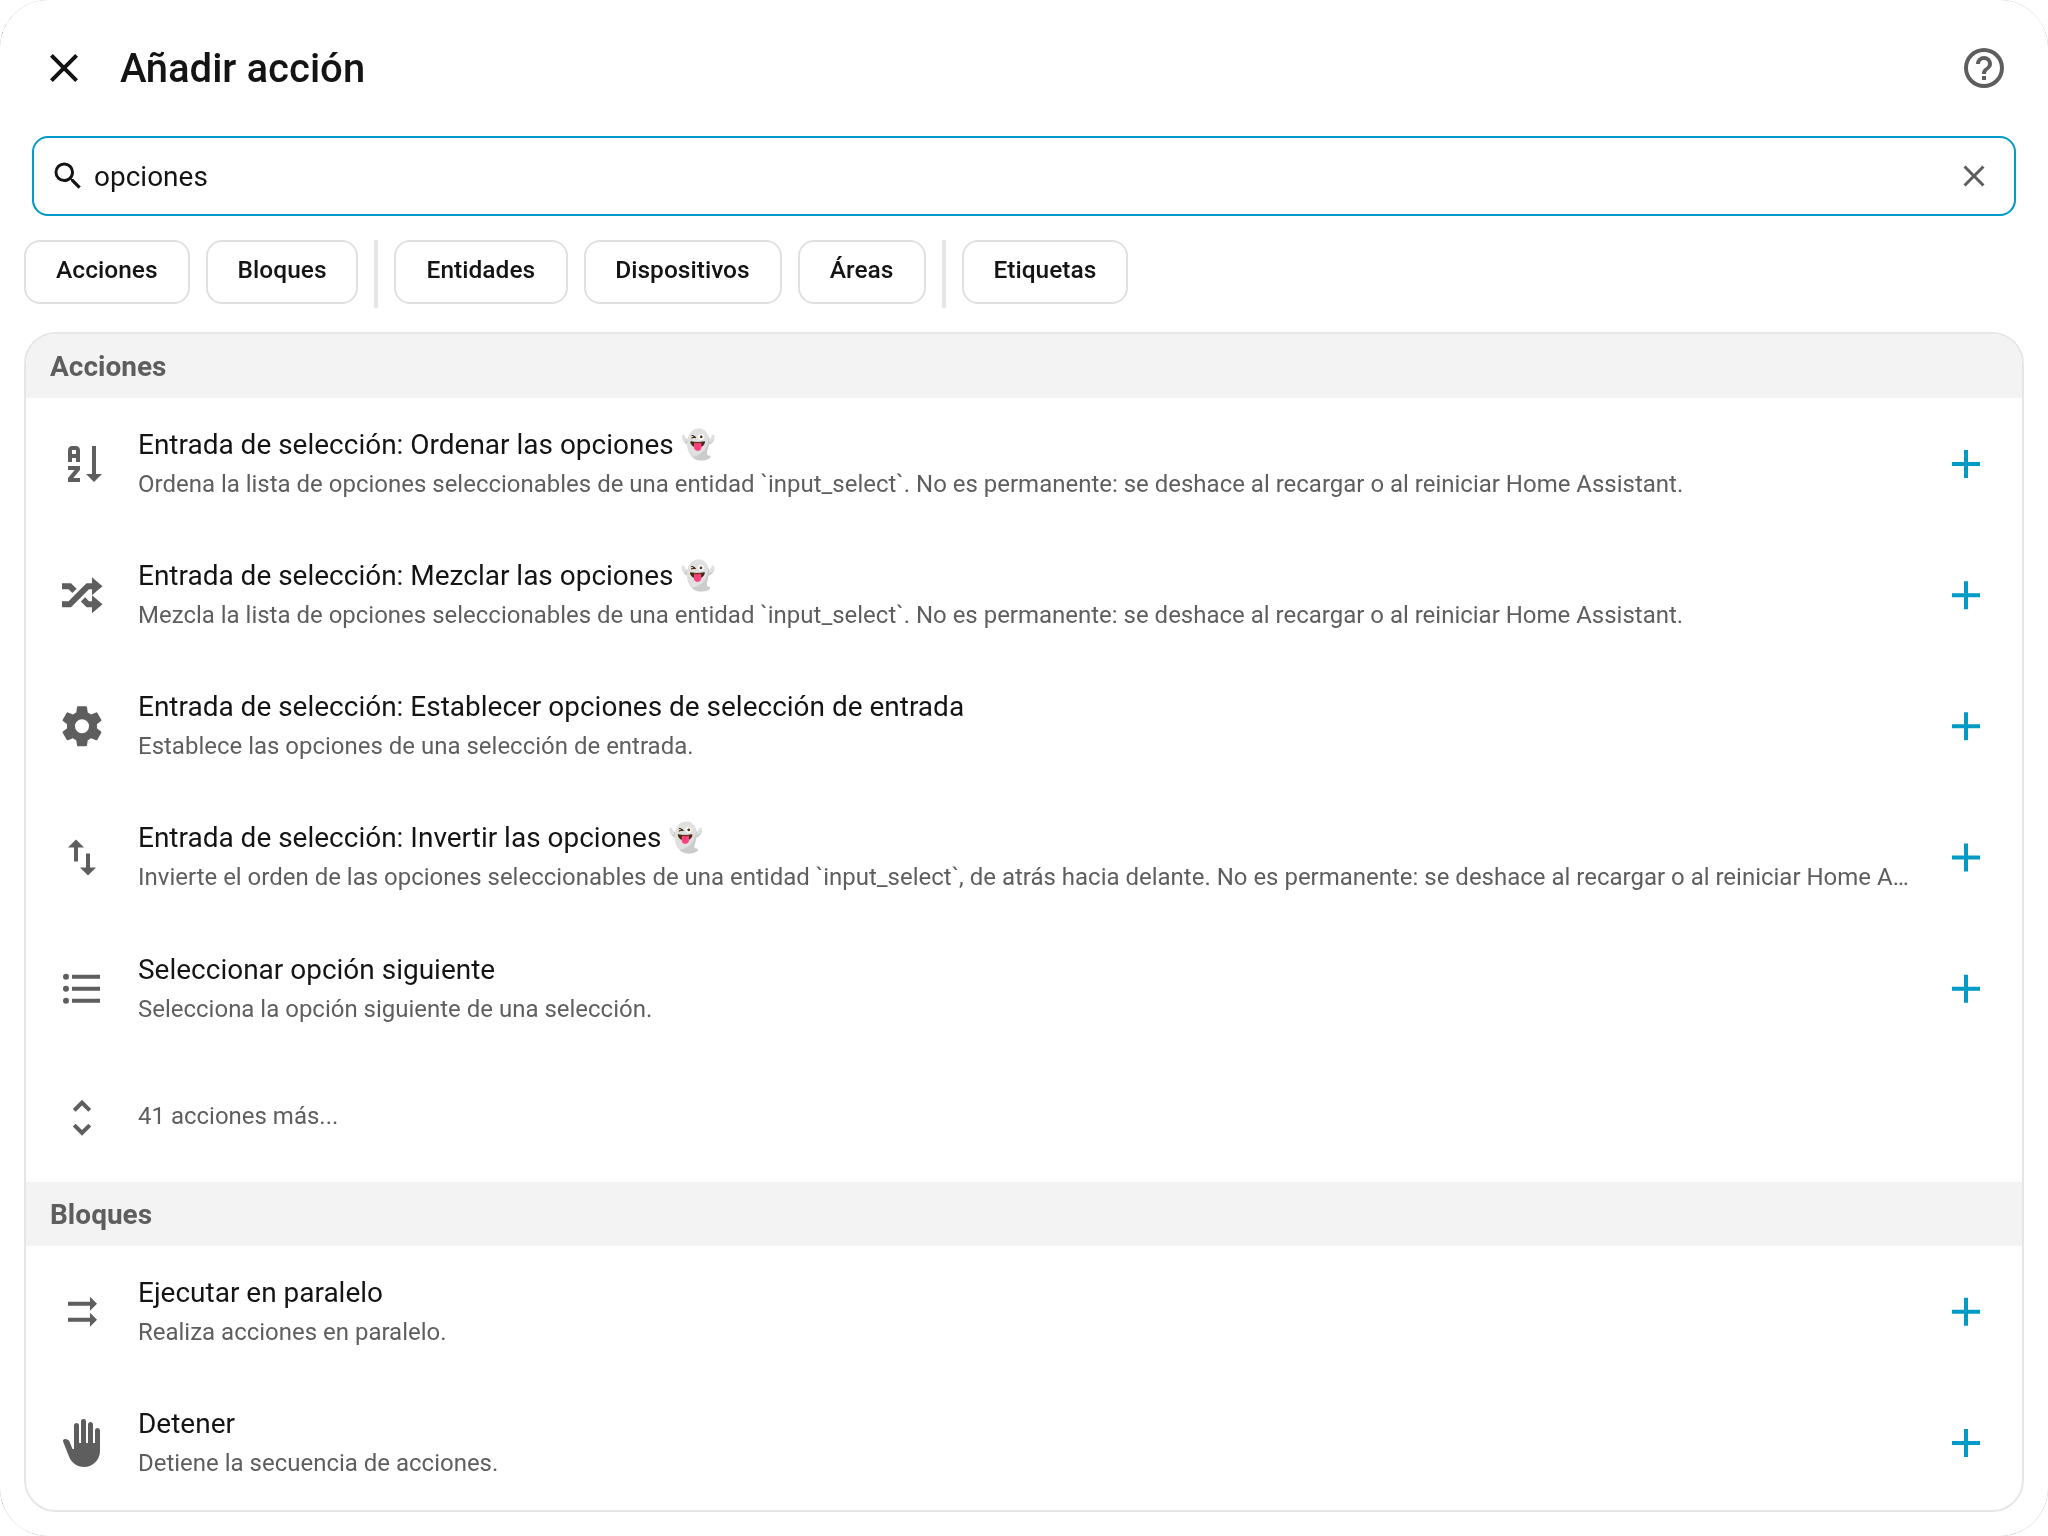 Añadir acción
opciones
Acciones
Bloques
Entidades
Dispositivos
Áreas
Etiquetas
Acciones
Entrada de selección: Ordenar las opciones 👻
Ordena la lista de opciones seleccionables de una entidad `input_select`. No es permanente: se deshace al recargar o al reiniciar Home Assistant.
Entrada de selección: Mezclar las opciones 👻
Mezcla la lista de opciones seleccionables de una entidad `input_select`. No es permanente: se deshace al recargar o al reiniciar Home Assistant.
Entrada de selección: Establecer opciones de selección de entrada
Establece las opciones de una selección de entrada.
Entrada de selección: Invertir las opciones 👻
Invierte el orden de las opciones seleccionables de una entidad `input_select`, de atrás hacia delante. No es permanente: se deshace al recargar o al reiniciar Home A...
Seleccionar opción siguiente
Selecciona la opción siguiente de una selección.
41 acciones más...
Bloques
Ejecutar en paralelo
Realiza acciones en paralelo.
Detener
Detiene la secuencia de acciones.